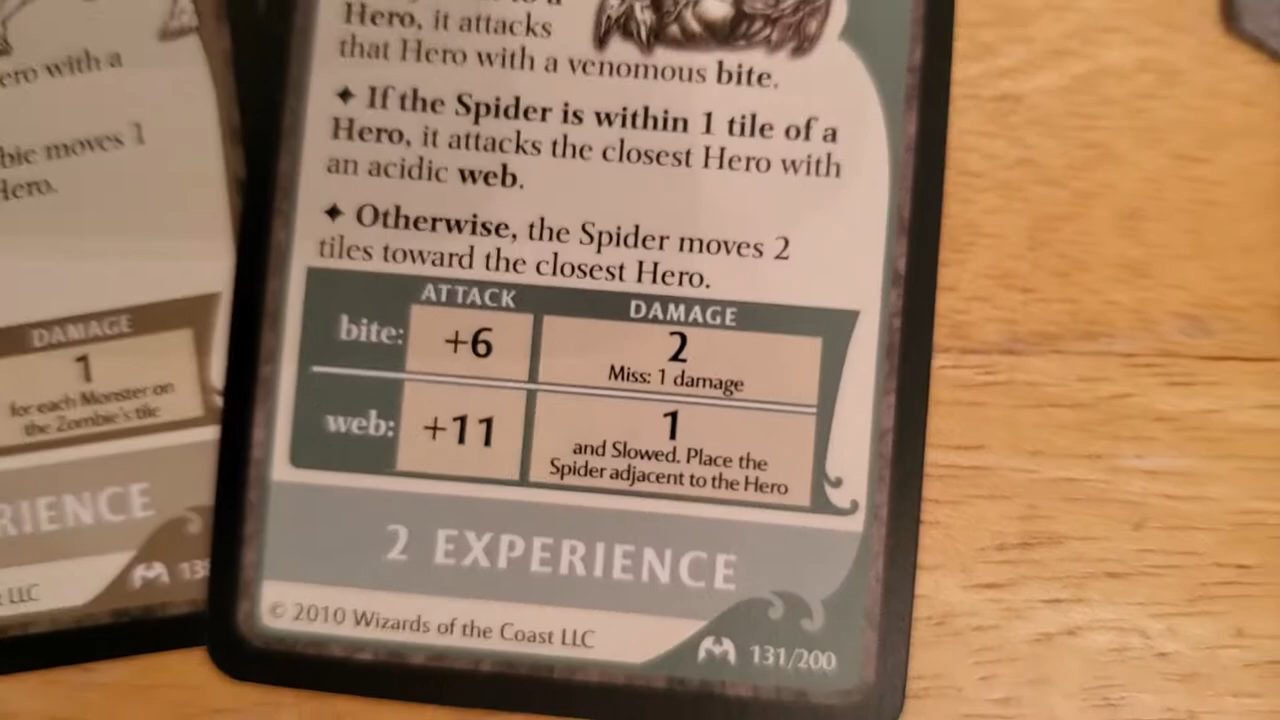 ero with a
bie moves 1
Hero.
DAMAGE
1
for each Monster on
the Zombie's tile
RIENCE
LLC
Hero, it attacks
that Hero with a venomous bite.
✦ If the Spider is within 1 tile of a
Hero, it attacks the closest Hero with
an acidic web.
✦ Otherwise, the Spider moves 2
tiles toward the closest Hero.
ATTACK DAMAGE
bite: +6 2
Miss: 1 damage
web: +11 1
and Slowed. Place the
Spider adjacent to the Hero
2 EXPERIENCE
© 2010 Wizards of the Coast LLC
131/200